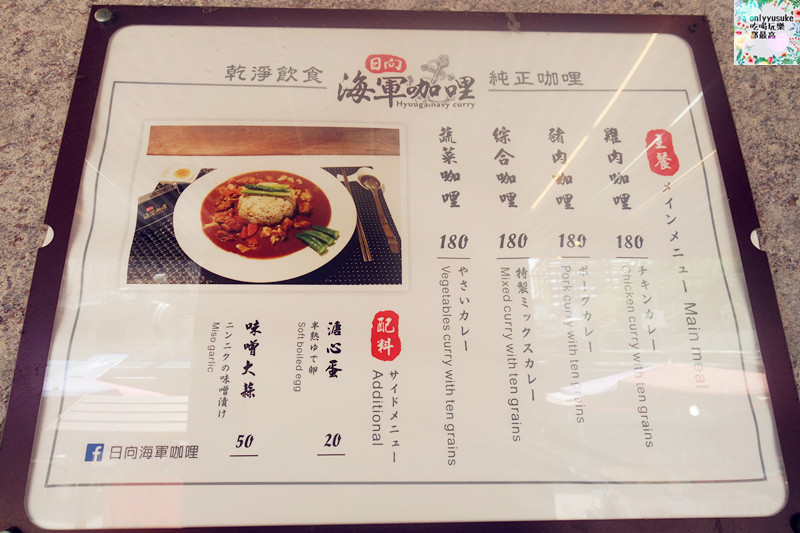 onlyyusuke
吃喝玩樂
都最高
乾淨飲食
日向
海軍咖哩
Hyuuga navy curry
純正咖哩
主餐
メインメニュー Main meal
雞肉咖哩
180
チキンカレー
Chicken curry with ten grains
豬肉咖哩
180
ポークカレー
Pork curry with ten grains
綜合咖哩
180
特製ミックスカレー
Mixed curry with ten grains
蔬菜咖哩
180
やさいカレー
Vegetables curry with ten grains
配料
サイドメニュー
Additional
溏心蛋
半熟ゆで卵
Soft boiled egg
20
味噌大蒜
ニンニクの味噌漬け
Miso garlic
50
日向海軍咖哩